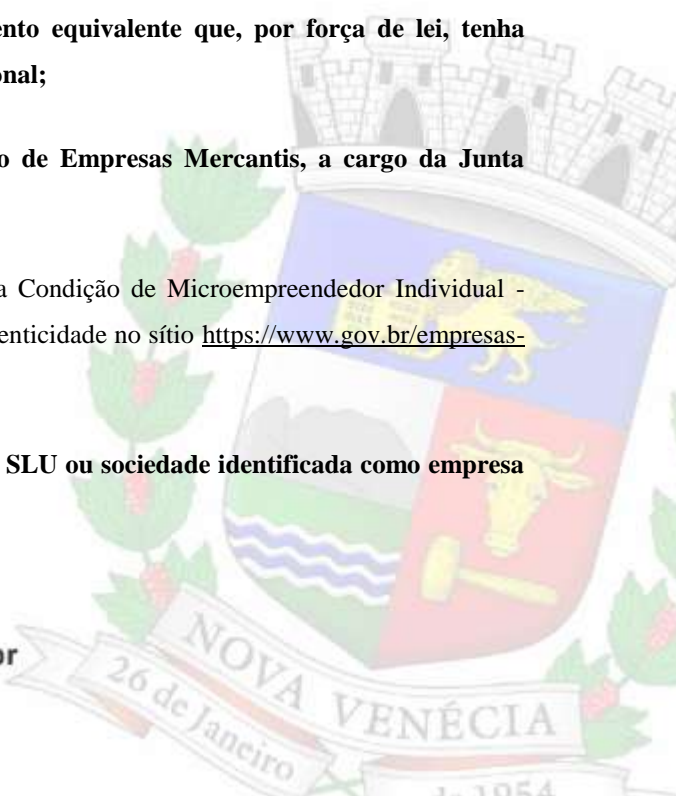 ento equivalente que, por força de lei, tenha
onal;
o de Empresas Mercantis, a cargo da Junta
a Condição de Microempreendedor Individual -
enticidade no sítio https://www.gov.br/empresas-
SLU ou sociedade identificada como empresa
or
NOVA VENÉCIA
26 de Janeiro
de 1954